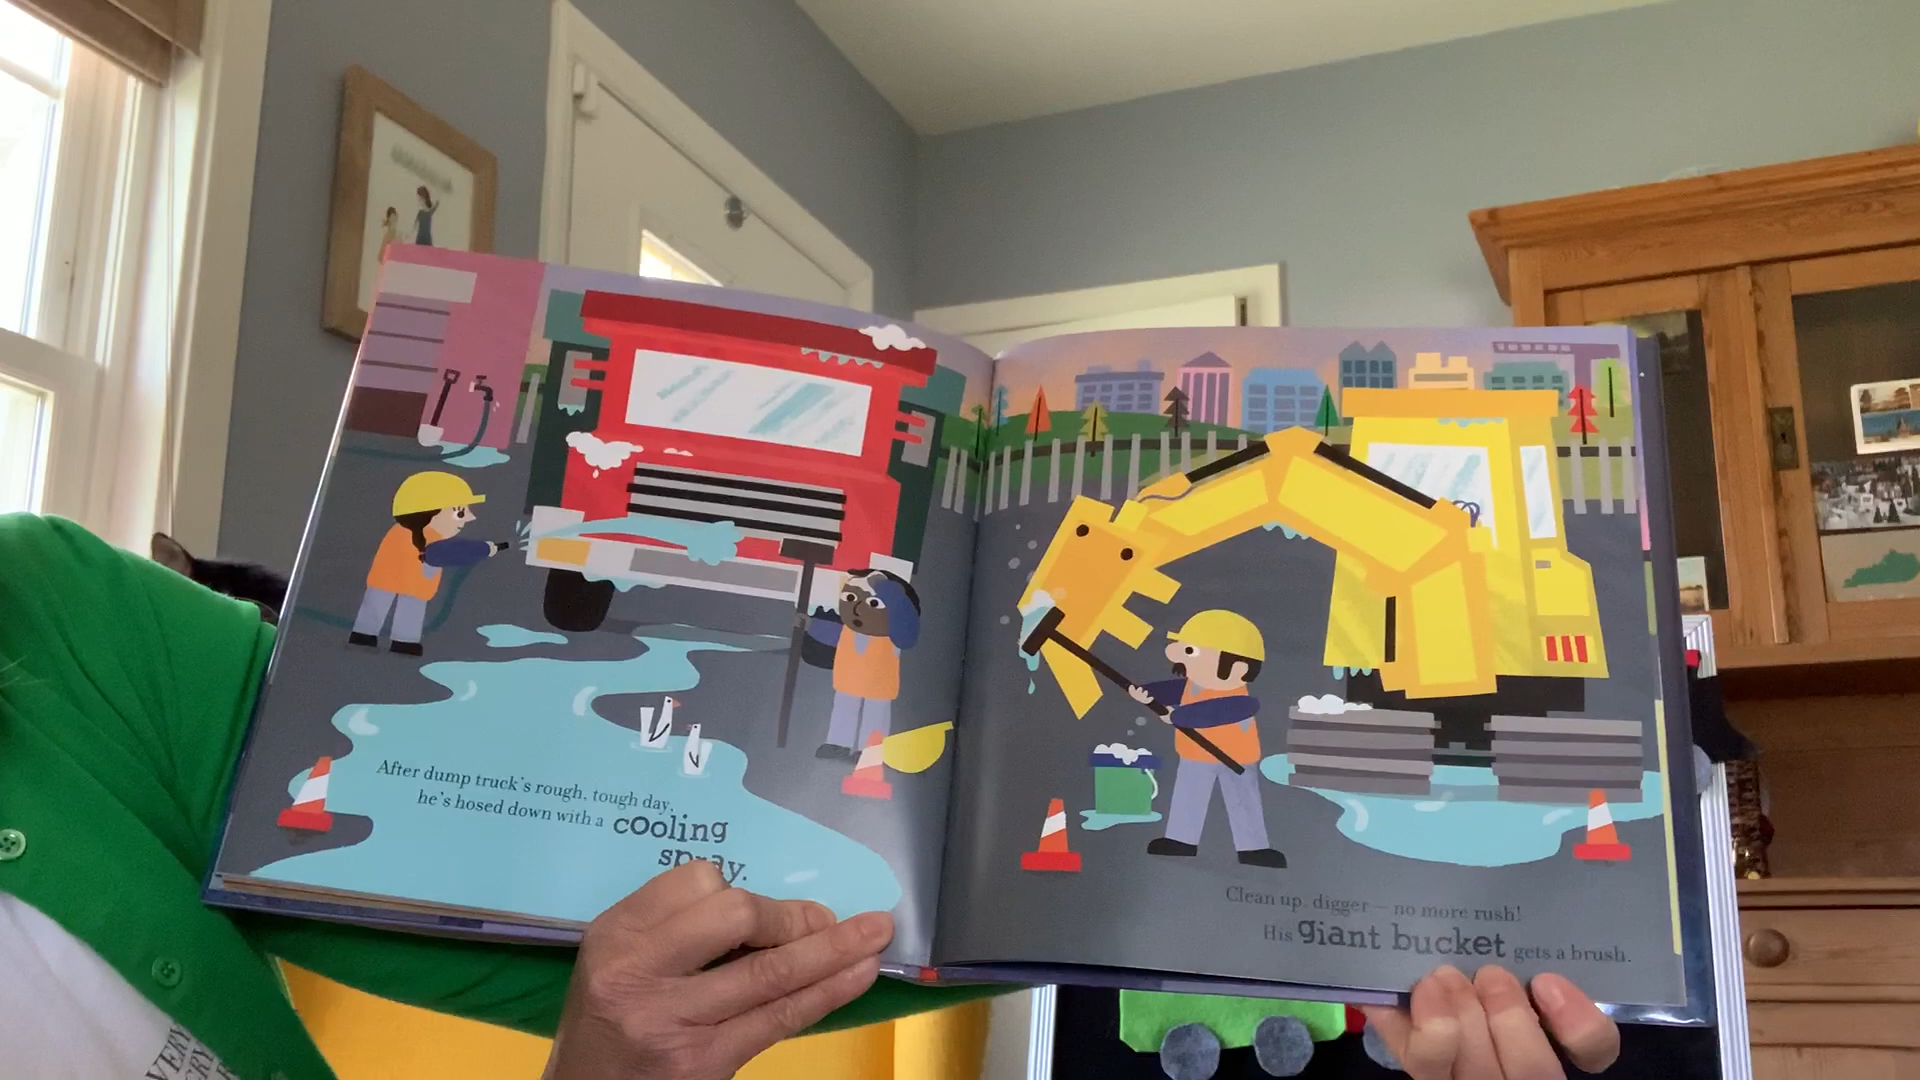 After dump truck's rough, tough day,
he's hosed down with a cooling
spray.
Clean up, digger – no more rush!
His giant bucket gets a brush.
VERY